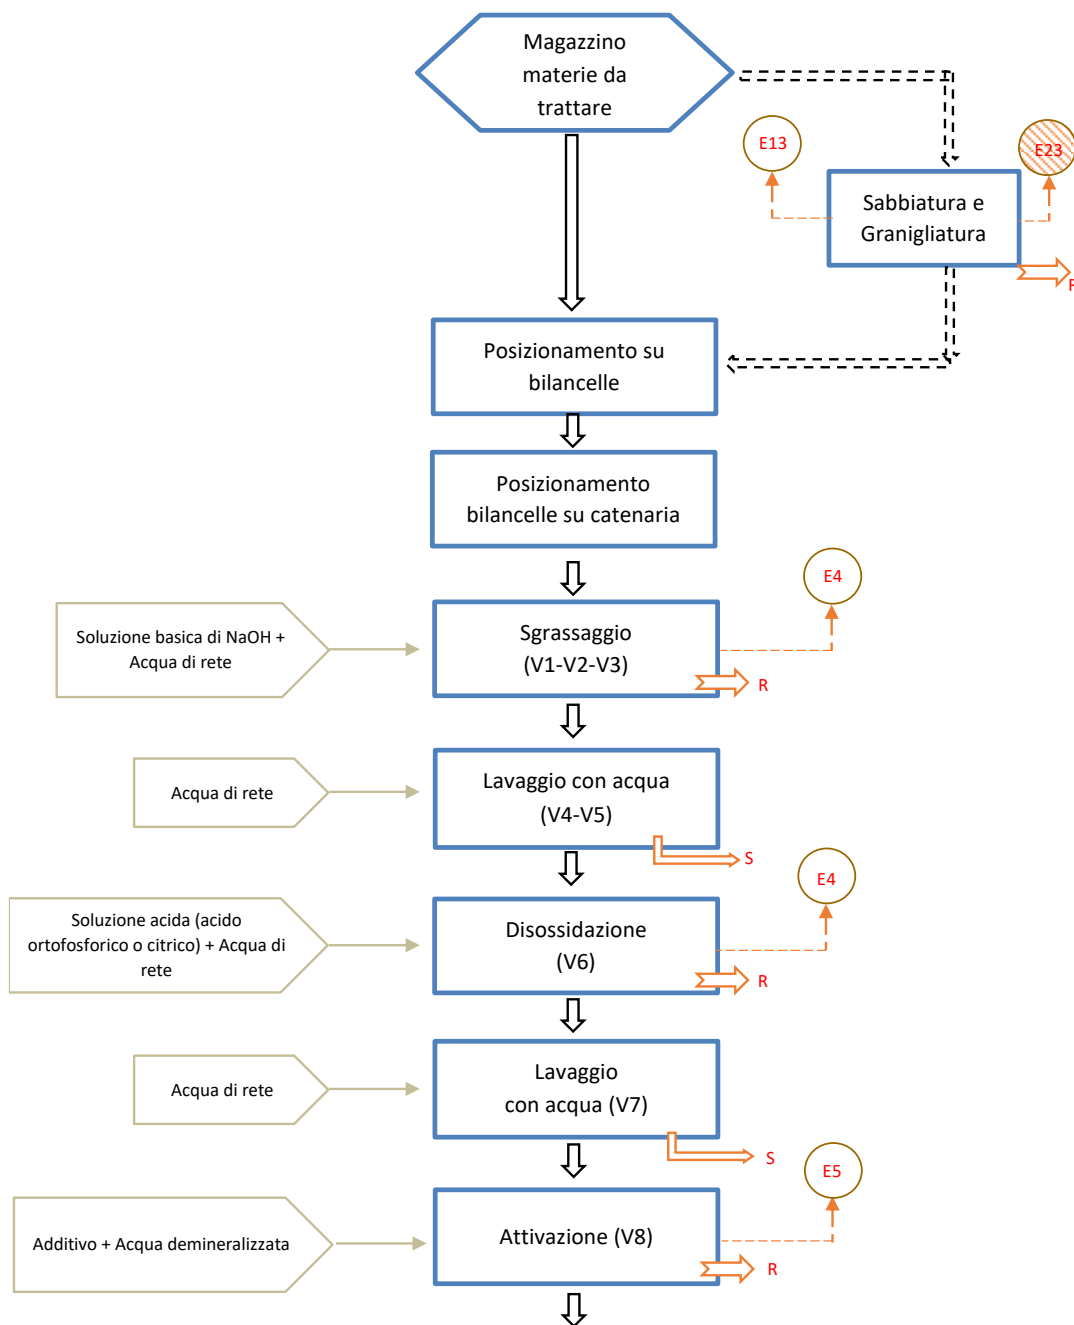 Magazzino
materie da
trattare
E13
E23
Sabbiatura e
Granigliatura
R
Posizionamento su
bilancelle
Posizionamento
bilancelle su catenaria
E4
Soluzione basica di NaOH +
Acqua di rete
Sgrassaggio
(V1-V2-V3)
R
Acqua di rete
Lavaggio con acqua
(V4-V5)
S
E4
Soluzione acida (acido
ortofosforico o citrico) + Acqua di
rete
Disossidazione
(V6)
R
Acqua di rete
Lavaggio
con acqua (V7)
S
E5
Additivo + Acqua demineralizzata
Attivazione (V8)
R